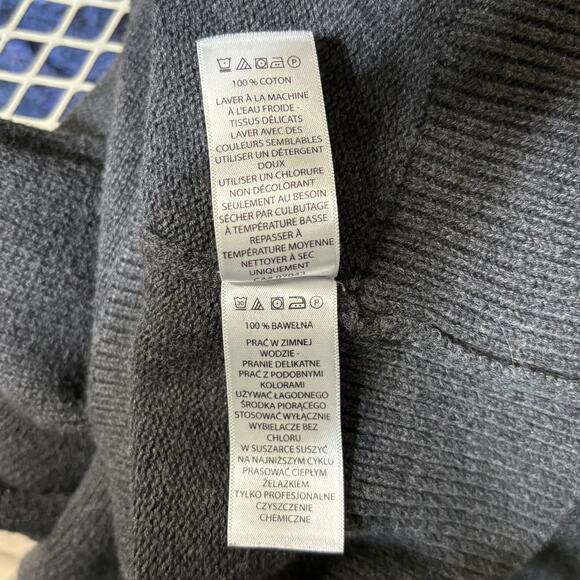 100 % COTON
LAVER À LA MACHINE
À L'EAU FROIDE -
TISSUS DÉLICATS
LAVER AVEC DES
COULEURS SEMBLABLES
UTILISER UN DÉTERGENT
DOUX
UTILISER UN CHLORURE
NON DÉCOLORANT
SEULEMENT AU BESOIN
SÉCHER PAR CULBUTAGE
À TEMPÉRATURE BASSE
REPASSER À
TEMPÉRATURE MOYENNE
NETTOYER À SEC
UNIQUEMENT
30
P
100 % BAWEŁNA
PRAĆ W ZIMNEJ
WODZIE -
PRANIE DELIKATNE
PRAĆ Z PODOBNYMI
KOLORAMI
UŻYWAĆ ŁAGODNEGO
ŚRODKA PIORĄCEGO
STOSOWAĆ WYŁĄCZNIE
WYBIELACZE BEZ
CHLORU
W SUSZARCE SUSZYĆ
NA NAJNIŻSZYM CYKLU
PRASOWAĆ CIEPŁYM
ŻELAZKIEM
TYLKO PROFESJONALNE
CZYSZCZENIE
CHEMICZNE